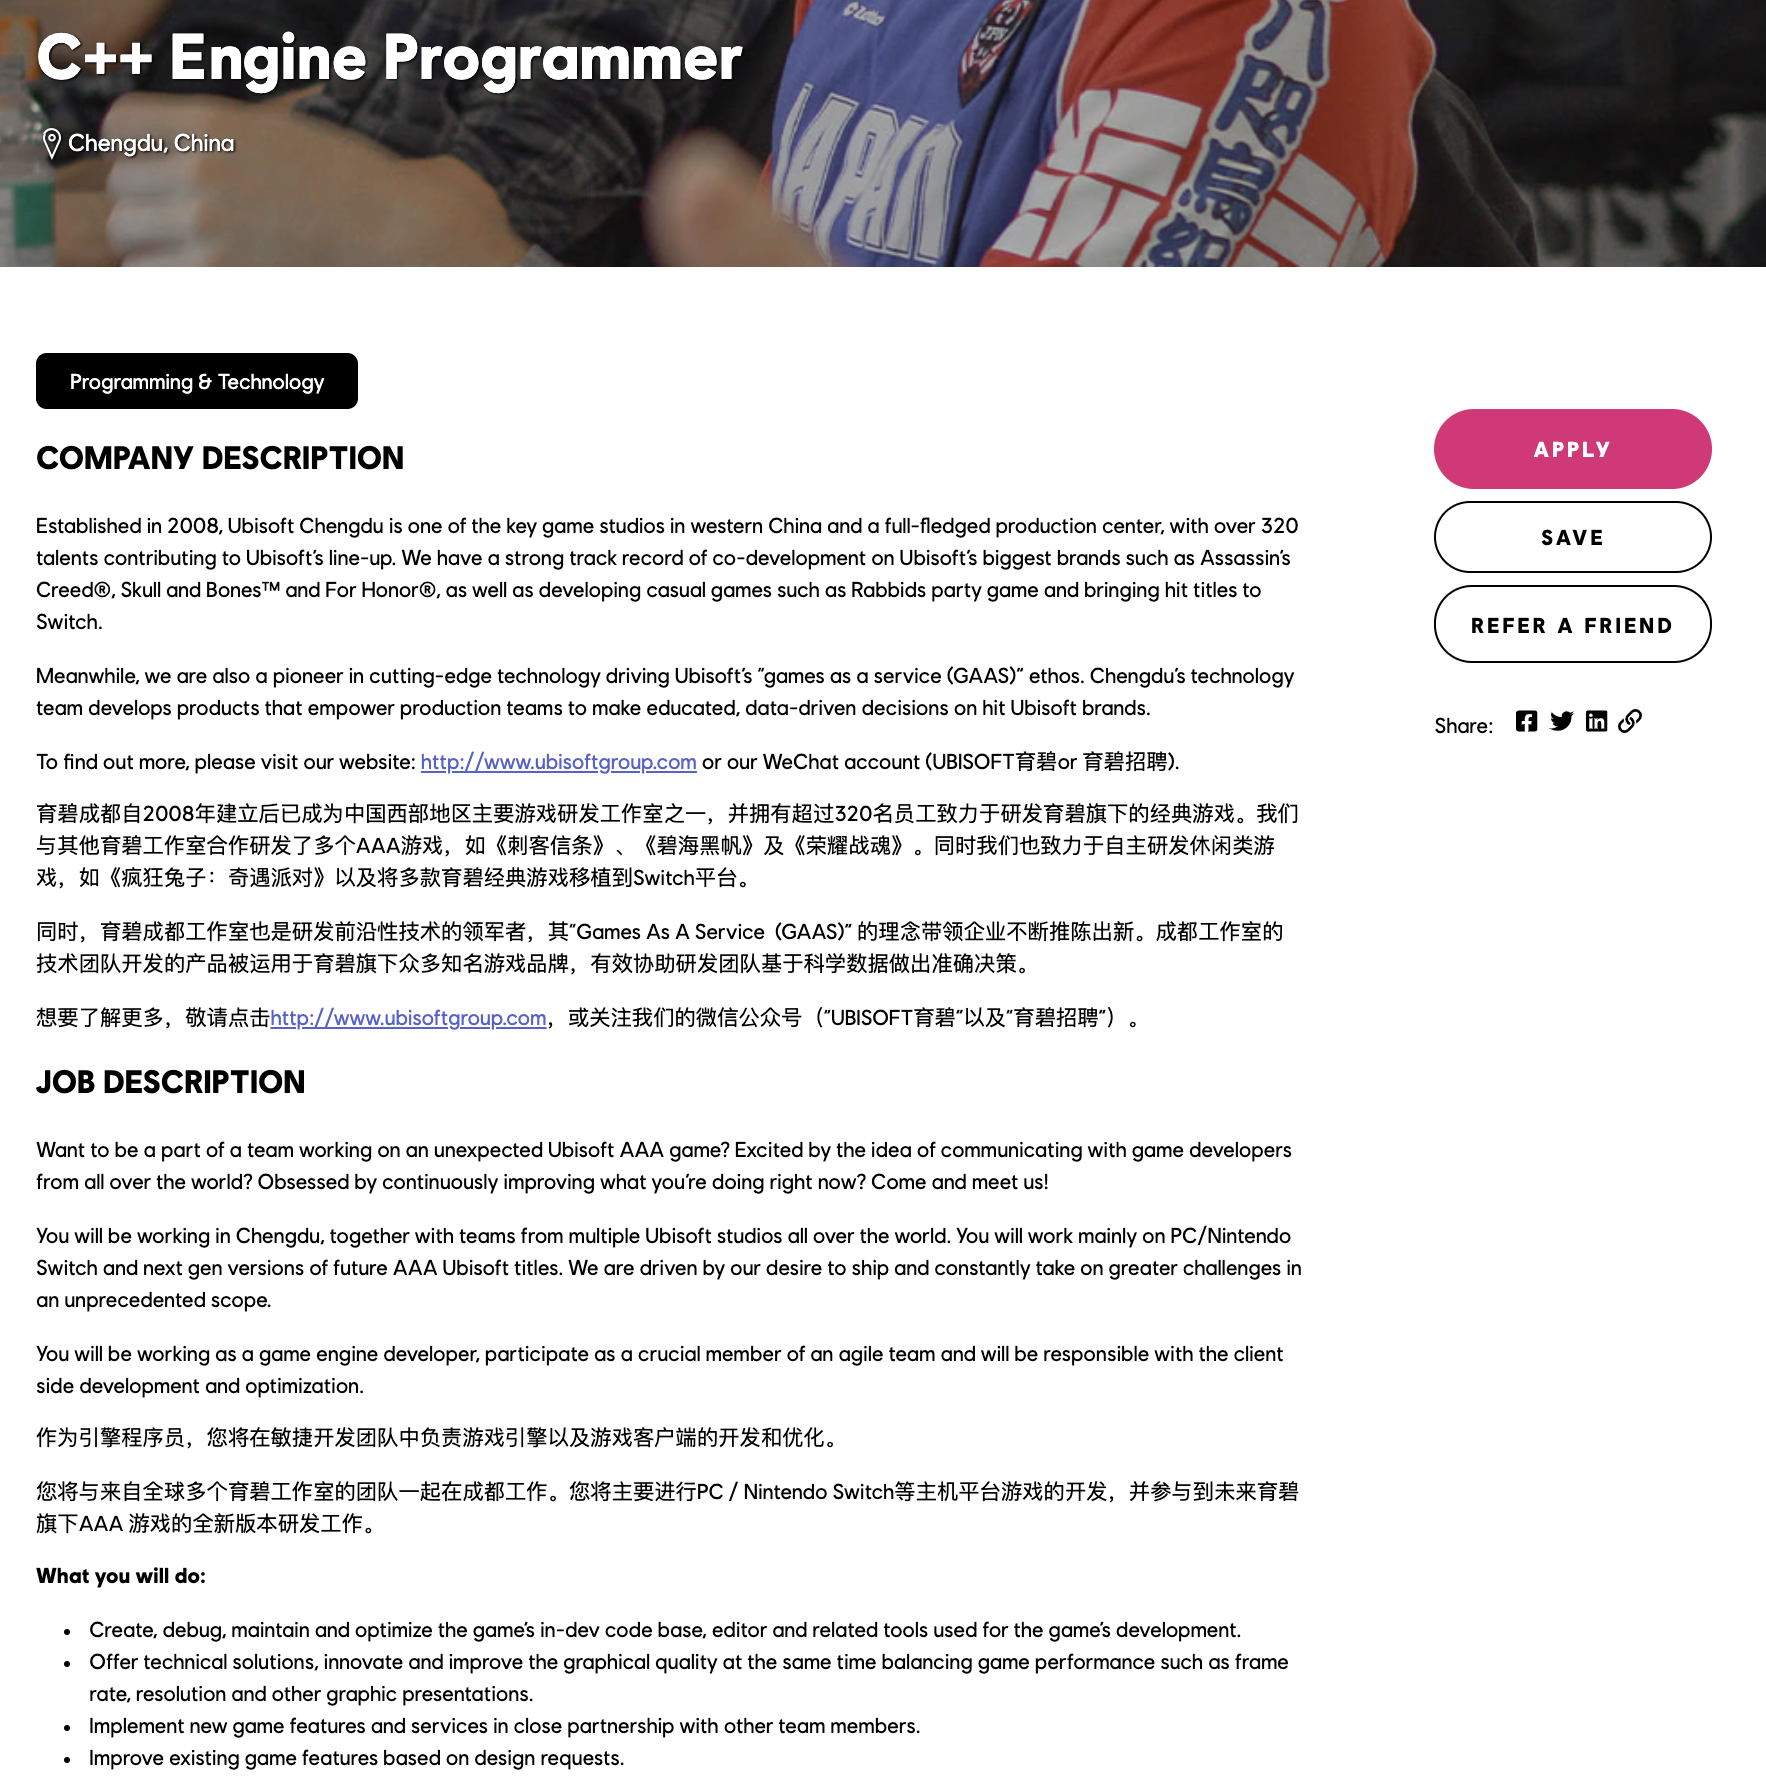 C++ Engine Programmer
Chengdu, China
JAPAN
Programming & Technology
COMPANY DESCRIPTION
Established in 2008, Ubisoft Chengdu is one of the key game studios in western China and a full-fledged production center, with over 320
talents contributing to Ubisoft's line-up. We have a strong track record of co-development on Ubisoft's biggest brands such as Assassin's
Creed®, Skull and Bones™ and For Honor®, as well as developing casual games such as Rabbids party game and bringing hit titles to
Switch.
Meanwhile, we are also a pioneer in cutting-edge technology driving Ubisoft's "games as a service (GAAS)" ethos. Chengdu's technology
team develops products that empower production teams to make educated, data-driven decisions on hit Ubisoft brands.
To find out more, please visit our website: http://www.ubisoftgroup.com or our WeChat account (UBISOFT育碧or 育碧招聘).
育碧成都自2008年建立后已成为中国西部地区主要游戏研发工作室之一，并拥有超过320名员工致力于研发育碧旗下的经典游戏。我们
与其他育碧工作室合作研发了多个AAA游戏，如《刺客信条》、《碧海黑帆》及《荣耀战魂》。同时我们也致力于自主研发休闲类游
戏，如《疯狂兔子：奇遇派对》以及将多款育碧经典游戏移植到Switch平台。
同时，育碧成都工作室也是研发前沿性技术的领军者，其"Games As A Service（GAAS)" 的理念带领企业不断推陈出新。成都工作室的
技术团队开发的产品被运用于育碧旗下众多知名游戏品牌，有效协助研发团队基于科学数据做出准确决策。
想要了解更多，敬请点击http://www.ubisoftgroup.com，或关注我们的微信公众号（"UBISOFT育碧"以及"育碧招聘"）。
JOB DESCRIPTION
Want to be a part of a team working on an unexpected Ubisoft AAA game? Excited by the idea of communicating with game developers
from all over the world? Obsessed by continuously improving what you're doing right now? Come and meet us!
You will be working in Chengdu, together with teams from multiple Ubisoft studios all over the world. You will work mainly on PC/Nintendo
Switch and next gen versions of future AAA Ubisoft titles. We are driven by our desire to ship and constantly take on greater challenges in
an unprecedented scope.
You will be working as a game engine developer, participate as a crucial member of an agile team and will be responsible with the client
side development and optimization.
作为引擎程序员，您将在敏捷开发团队中负责游戏引擎以及游戏客户端的开发和优化。
您将与来自全球多个育碧工作室的团队一起在成都工作。您将主要进行PC / Nintendo Switch等主机平台游戏的开发，并参与到未来育碧
旗下AAA 游戏的全新版本研发工作。
What you will do:
• Create, debug, maintain and optimize the game's in-dev code base, editor and related tools used for the game's development.
• Offer technical solutions, innovate and improve the graphical quality at the same time balancing game performance such as frame
rate, resolution and other graphic presentations.
• Implement new game features and services in close partnership with other team members.
• Improve existing game features based on design requests.
APPLY
SAVE
REFER A FRIEND
Share: